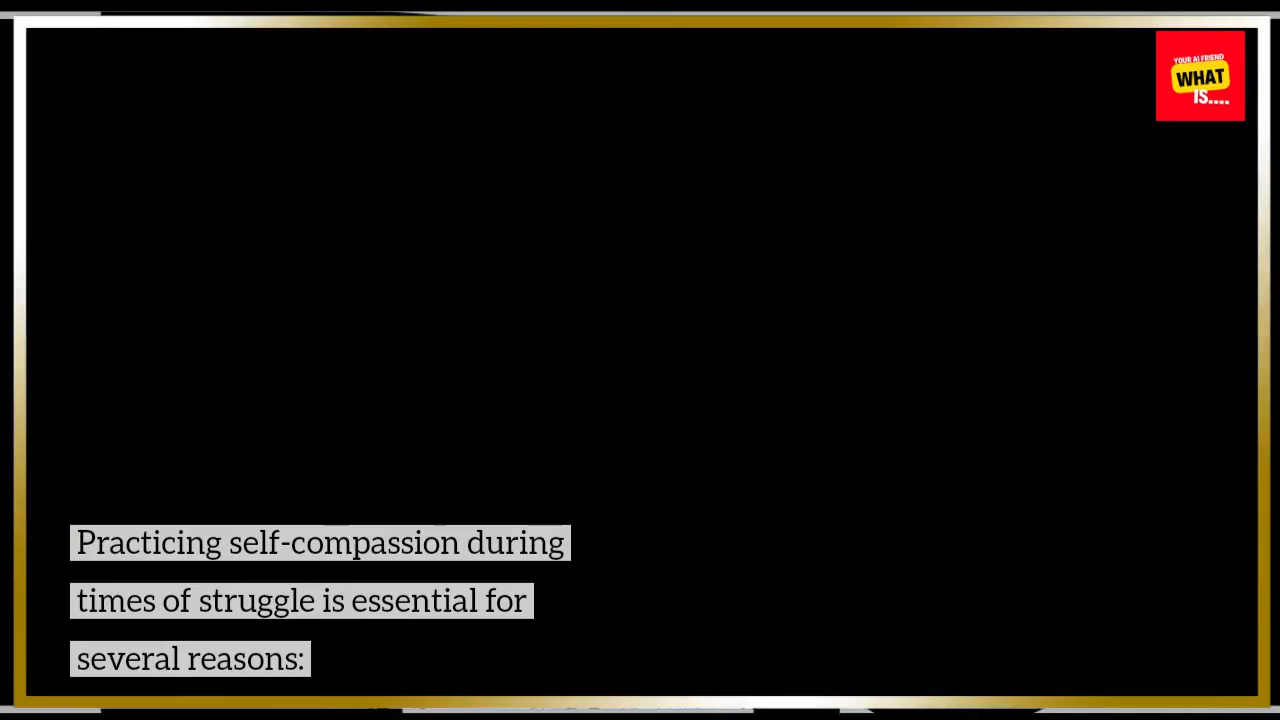 YOUR AI FRIEND
WHAT
IS....
Practicing self-compassion during
times of struggle is essential for
several reasons: